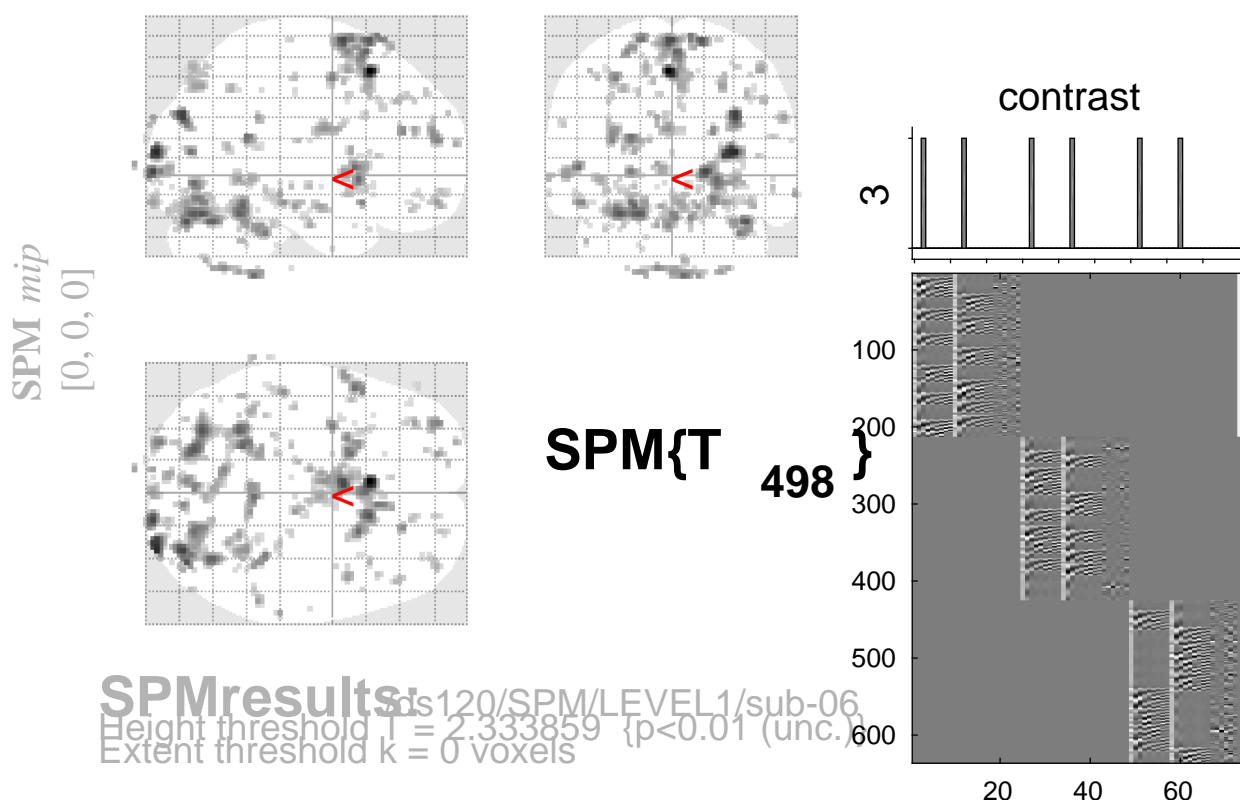 SPM mip
[0, 0, 0]
<
<
<
SPM{T 498}
contrast
3
100
200
300
400
500
600
20 40 60
SPMresults: /ds120/SPM/LEVEL1/sub-06
Height threshold T = 2.333859 {p<0.01 (unc.)}
Extent threshold k = 0 voxels